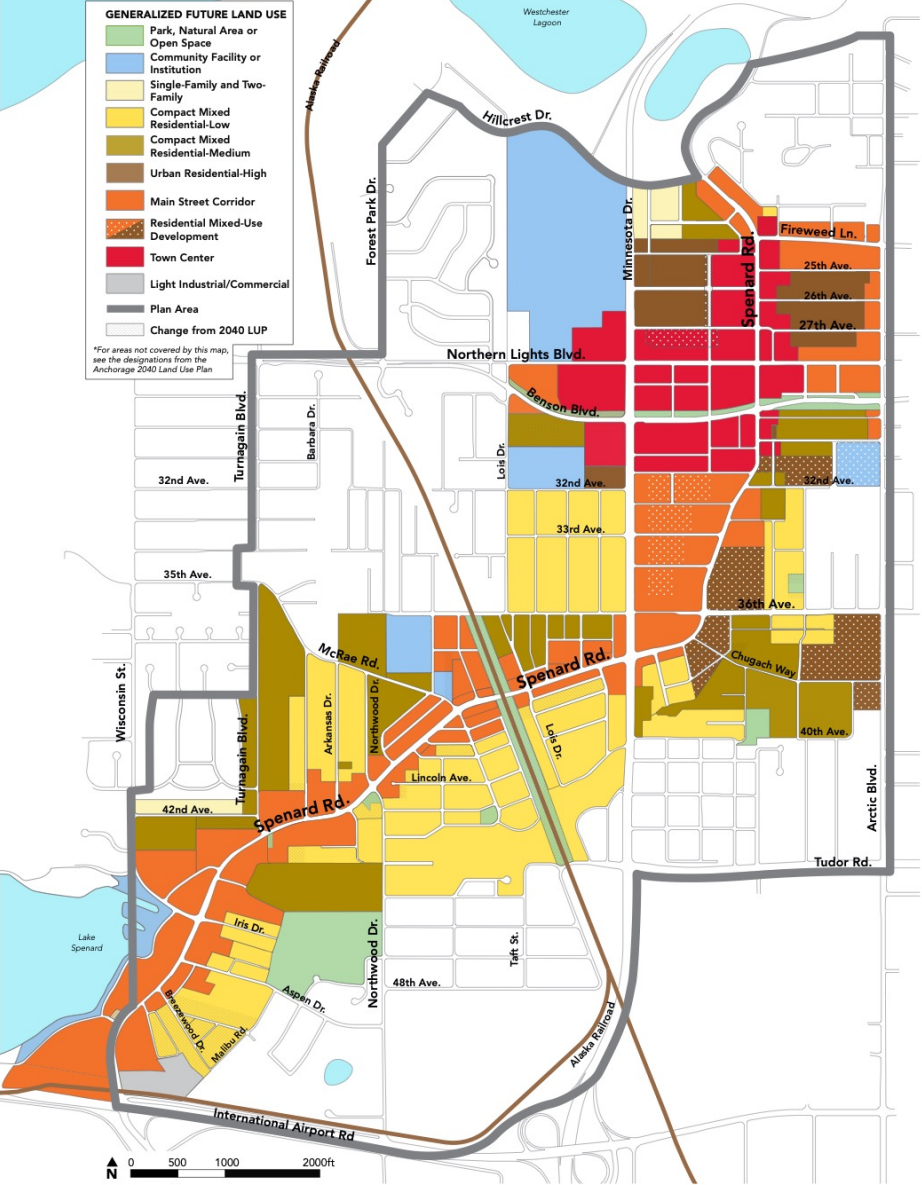 GENERALIZED FUTURE LAND USE
Park, Natural Area or
Open Space
Community Facility or
Institution
Single-Family and Two-
Family
Compact Mixed
Residential-Low
Compact Mixed
Residential-Medium
Urban Residential-High
Main Street Corridor
Residential Mixed-Use
Development
Town Center
Light Industrial/Commercial
Plan Area
Change from 2040 LUP
*For areas not covered by this map,
see the designations from the
Anchorage 2040 Land Use Plan
Westchester
Lagoon
Alaska Railroad
Hillcrest Dr.
Forest Park Dr.
Minnesota Dr.
Spenard Rd.
Fireweed Ln.
25th Ave.
26th Ave.
27th Ave.
Northern Lights Blvd.
Benson Blvd.
Turnagain Blvd.
Barbara Dr.
Lois Dr.
32nd Ave.
32nd Ave.
32nd Ave.
33rd Ave.
35th Ave.
36th Ave.
McRae Rd.
Spenard Rd.
Chugach Way
Wisconsin St.
Turnagain Blvd.
Arkansas Dr.
Northwood Dr.
Lois Dr.
40th Ave.
Lincoln Ave.
42nd Ave.
Spenard Rd.
Arctic Blvd.
Tudor Rd.
Lake
Spenard
Iris Dr.
Northwood Dr.
Taft St.
48th Ave.
Aspen Dr.
Breezewood Dr.
Malibu Rd.
Alaska Railroad
International Airport Rd
N
0 500 1000 2000ft